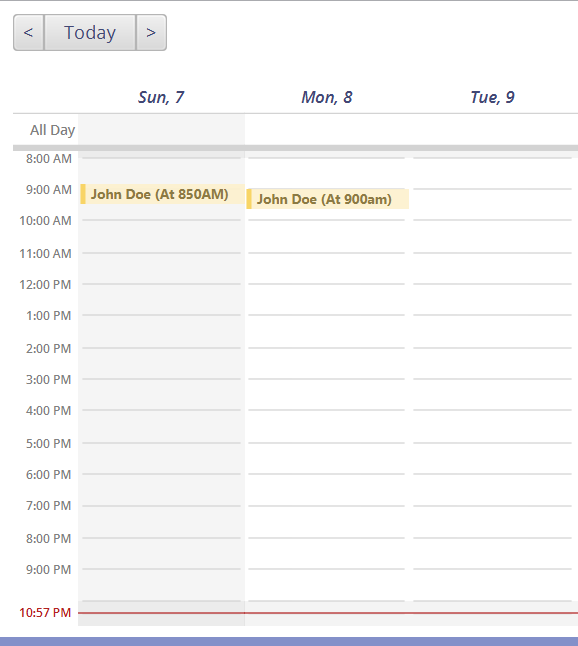 < Today >
Sun, 7 Mon, 8 Tue, 9
All Day
8:00 AM
9:00 AM
John Doe (At 850AM) John Doe (At 900am)
10:00 AM
11:00 AM
12:00 PM
1:00 PM
2:00 PM
3:00 PM
4:00 PM
5:00 PM
6:00 PM
7:00 PM
8:00 PM
9:00 PM
10:57 PM